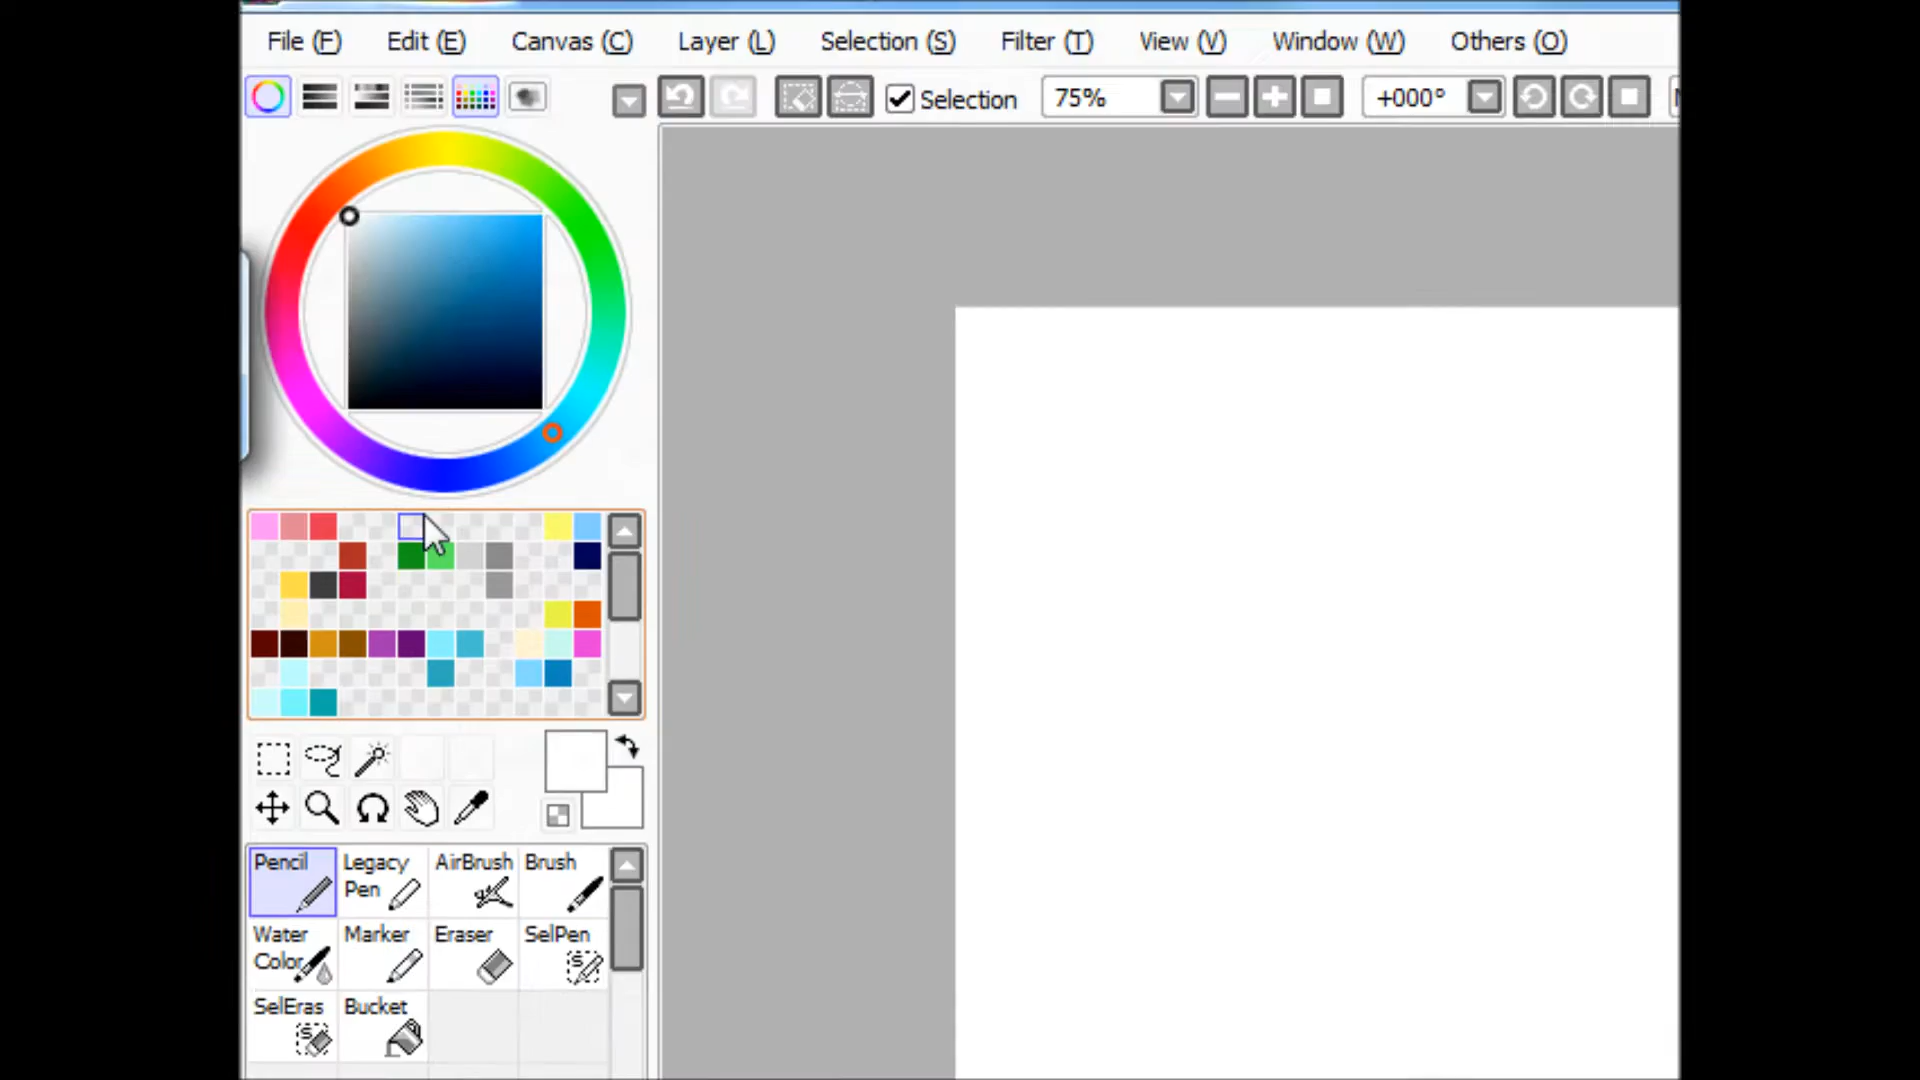 File (F) Edit (E) Canvas (C) Layer (L) Selection (S) Filter (T) View (V) Window (W) Others (O)
Selection 75% +000°
Pencil Legacy Pen AirBrush Brush
Water Color Marker Eraser SelPen
SelEras Bucket